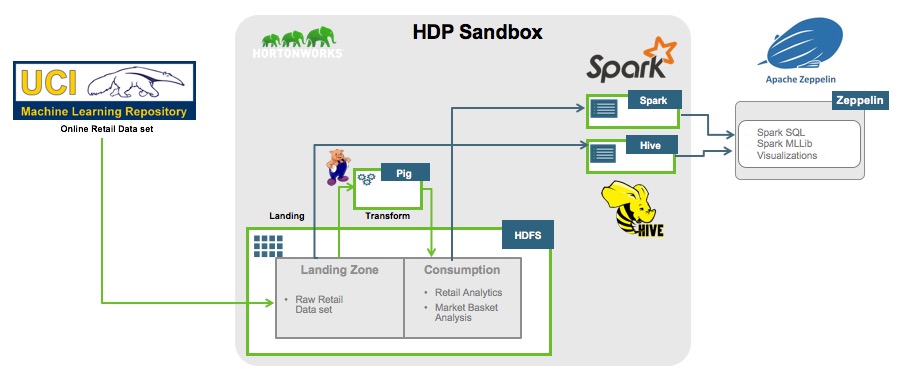 HDP Sandbox
HORTONWORKS
UCI
Machine Learning Repository
Online Retail Data set
Spark
Apache Zeppelin
Spark
Zeppelin
Hive
Spark SQL
Spark MLLib
Visualizations
Pig
Landing
Transform
HIVE
HDFS
Landing Zone
Consumption
• Raw Retail
Data set
• Retail Analytics
• Market Basket
Analysis